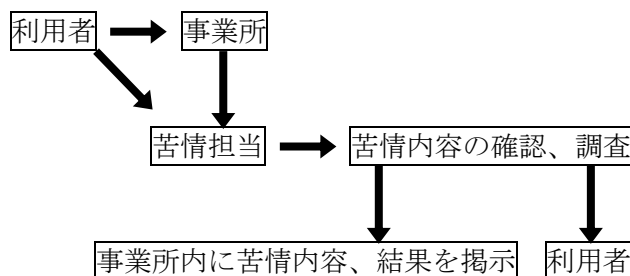 利用者
事業所
苦情担当
苦情内容の確認、調査
事業所内に苦情内容、結果を掲示
利用者